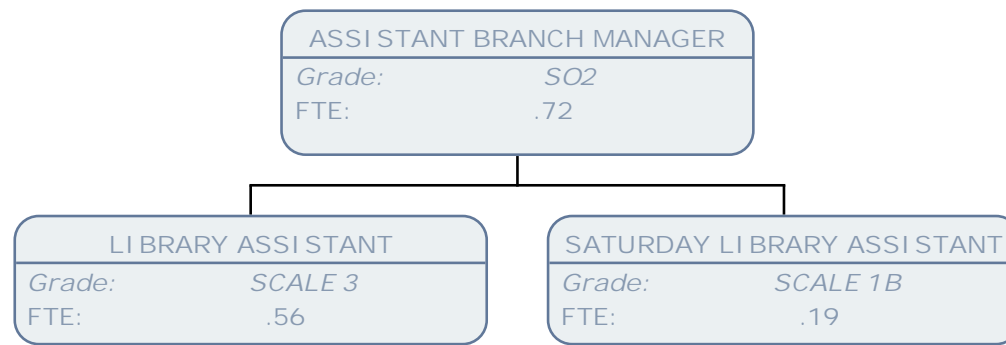 ASSISTANT BRANCH MANAGER
Grade: SO2
FTE: .72
LIBRARY ASSISTANT
Grade: SCALE 3
FTE: .56
SATURDAY LIBRARY ASSISTANT
Grade: SCALE 1B
FTE: .19